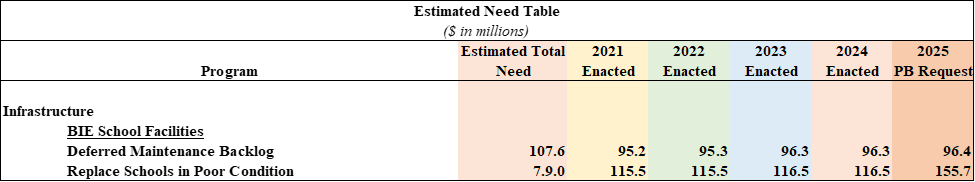 Estimated Need Table
($ in millions)
Estimated Total 2021 2022 2023 2024 2025
Program Need Enacted Enacted Enacted Enacted PB Request
Infrastructure
BIE School Facilities
Deferred Maintenance Backlog 107.6 95.2 95.3 96.3 96.3 96.4
Replace Schools in Poor Condition 7.9.0 115.5 115.5 116.5 116.5 155.7